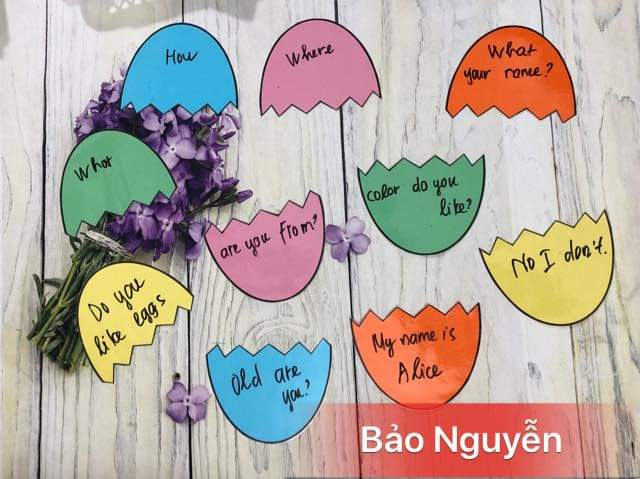 How
Where
What
your name?
What
color do you
like?
are you from?
No I don't.
Do you
like eggs
My name is
Alice
Old are
you?
Bảo Nguyễn